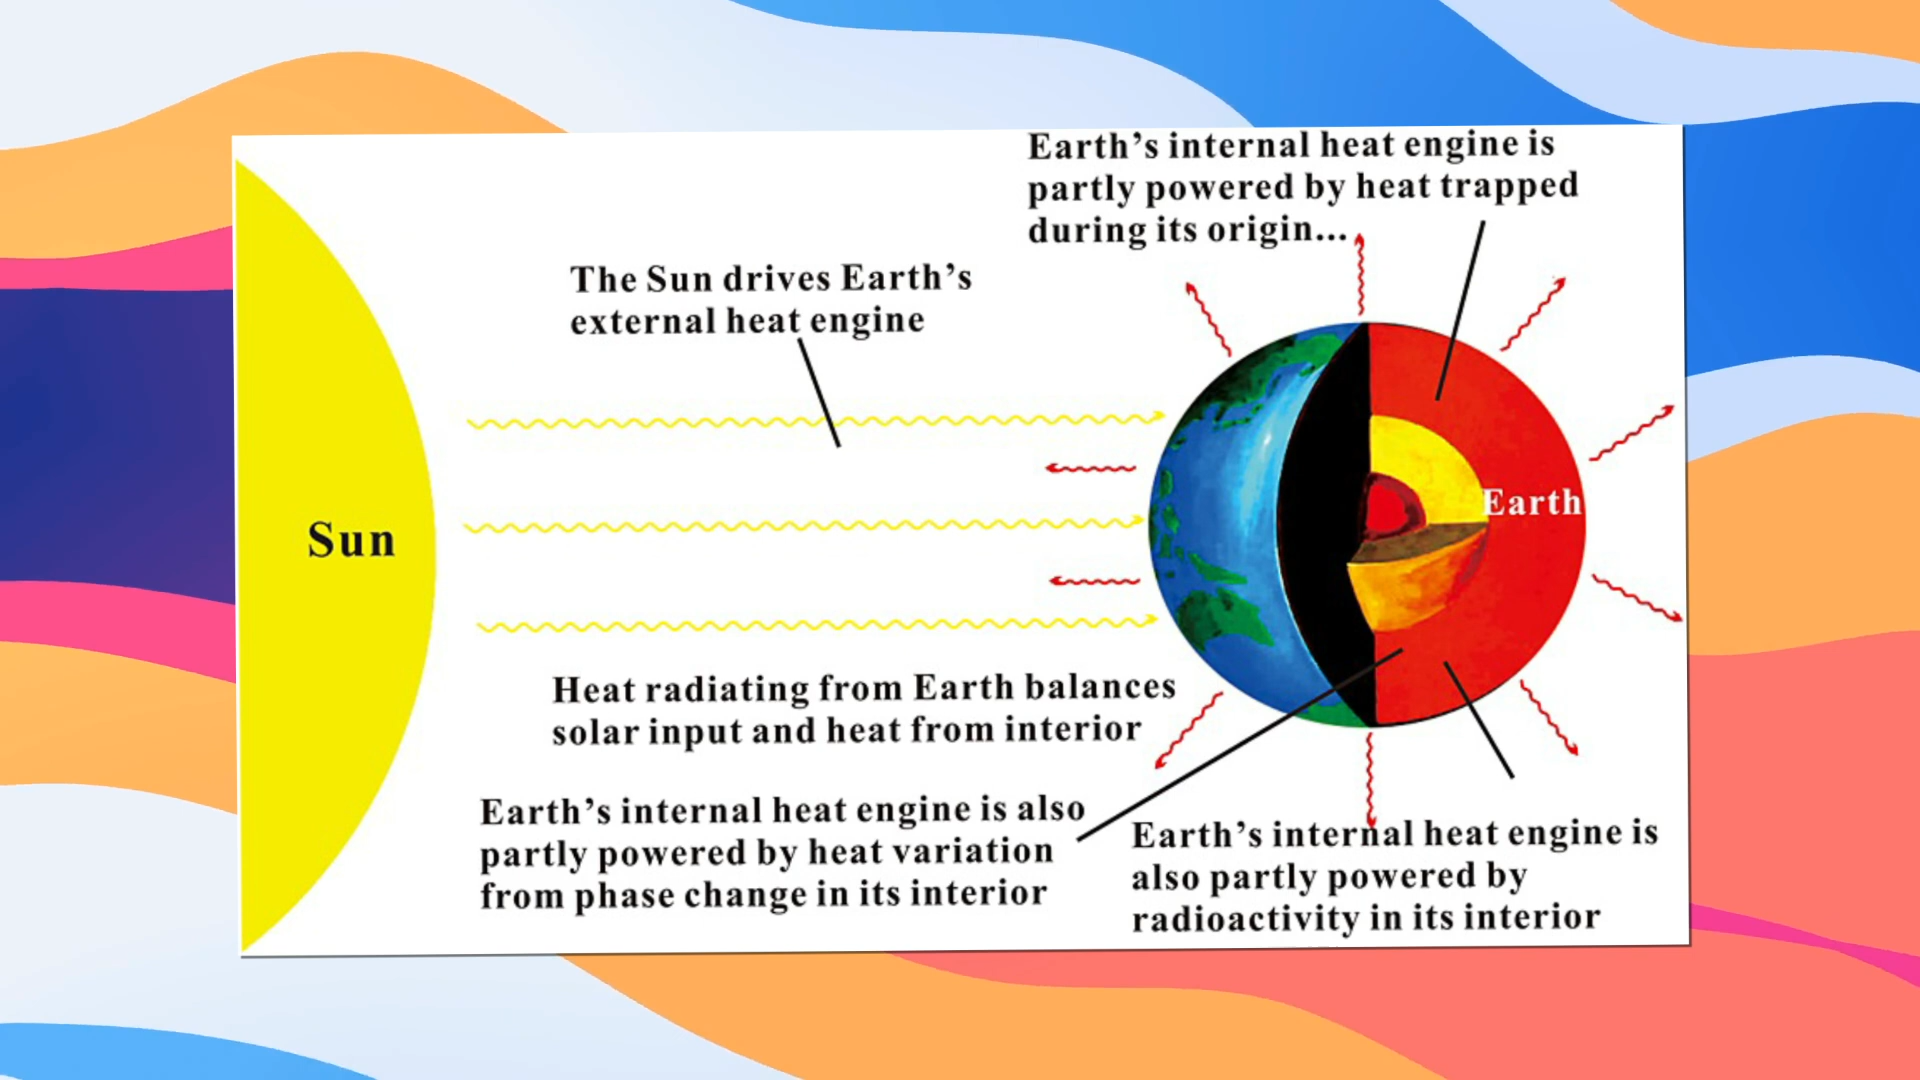 Earth’s internal heat engine is
partly powered by heat trapped
during its origin...
The Sun drives Earth’s
external heat engine
Sun
Earth
Heat radiating from Earth balances
solar input and heat from interior
Earth’s internal heat engine is also
partly powered by heat variation
from phase change in its interior
Earth’s internal heat engine is
also partly powered by
radioactivity in its interior